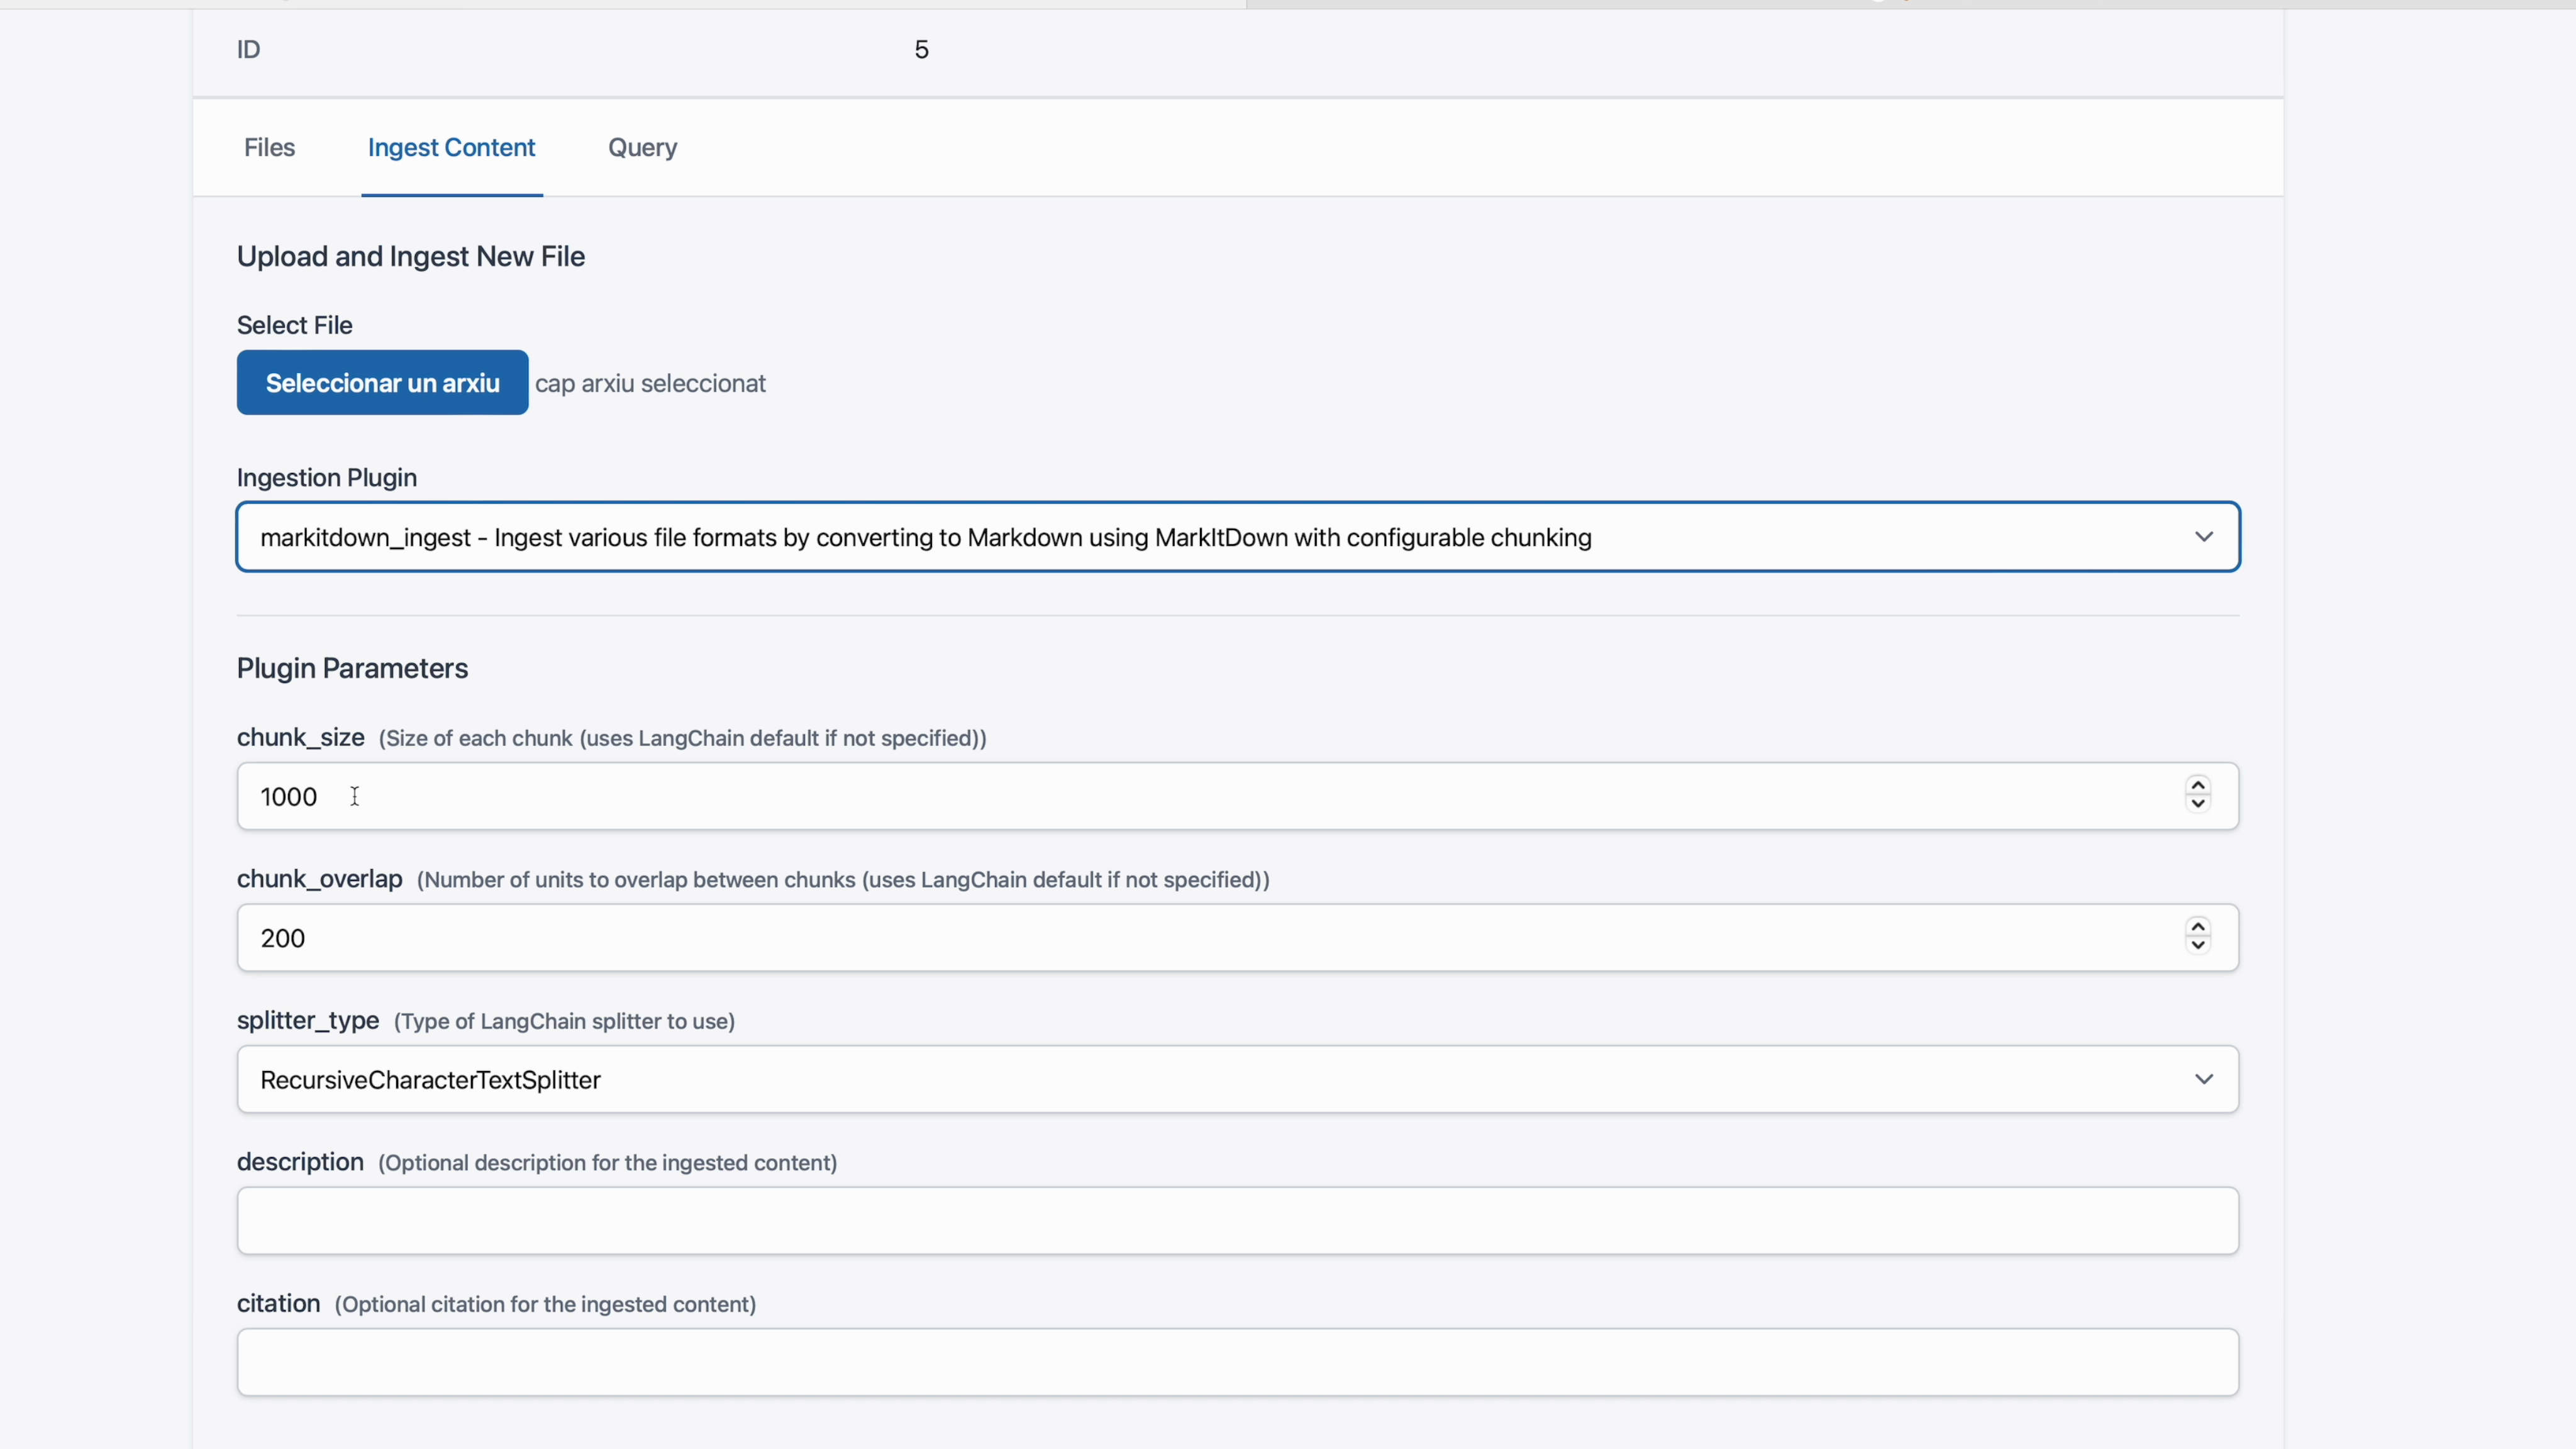 ID 5
Files Ingest Content Query
Upload and Ingest New File
Select File
Seleccionar un arxiu cap arxiu seleccionat
Ingestion Plugin
markitdown_ingest - Ingest various file formats by converting to Markdown using MarkItDown with configurable chunking
Plugin Parameters
chunk_size (Size of each chunk (uses LangChain default if not specified))
1000
chunk_overlap (Number of units to overlap between chunks (uses LangChain default if not specified))
200
splitter_type (Type of LangChain splitter to use)
RecursiveCharacterTextSplitter
description (Optional description for the ingested content)
citation (Optional citation for the ingested content)